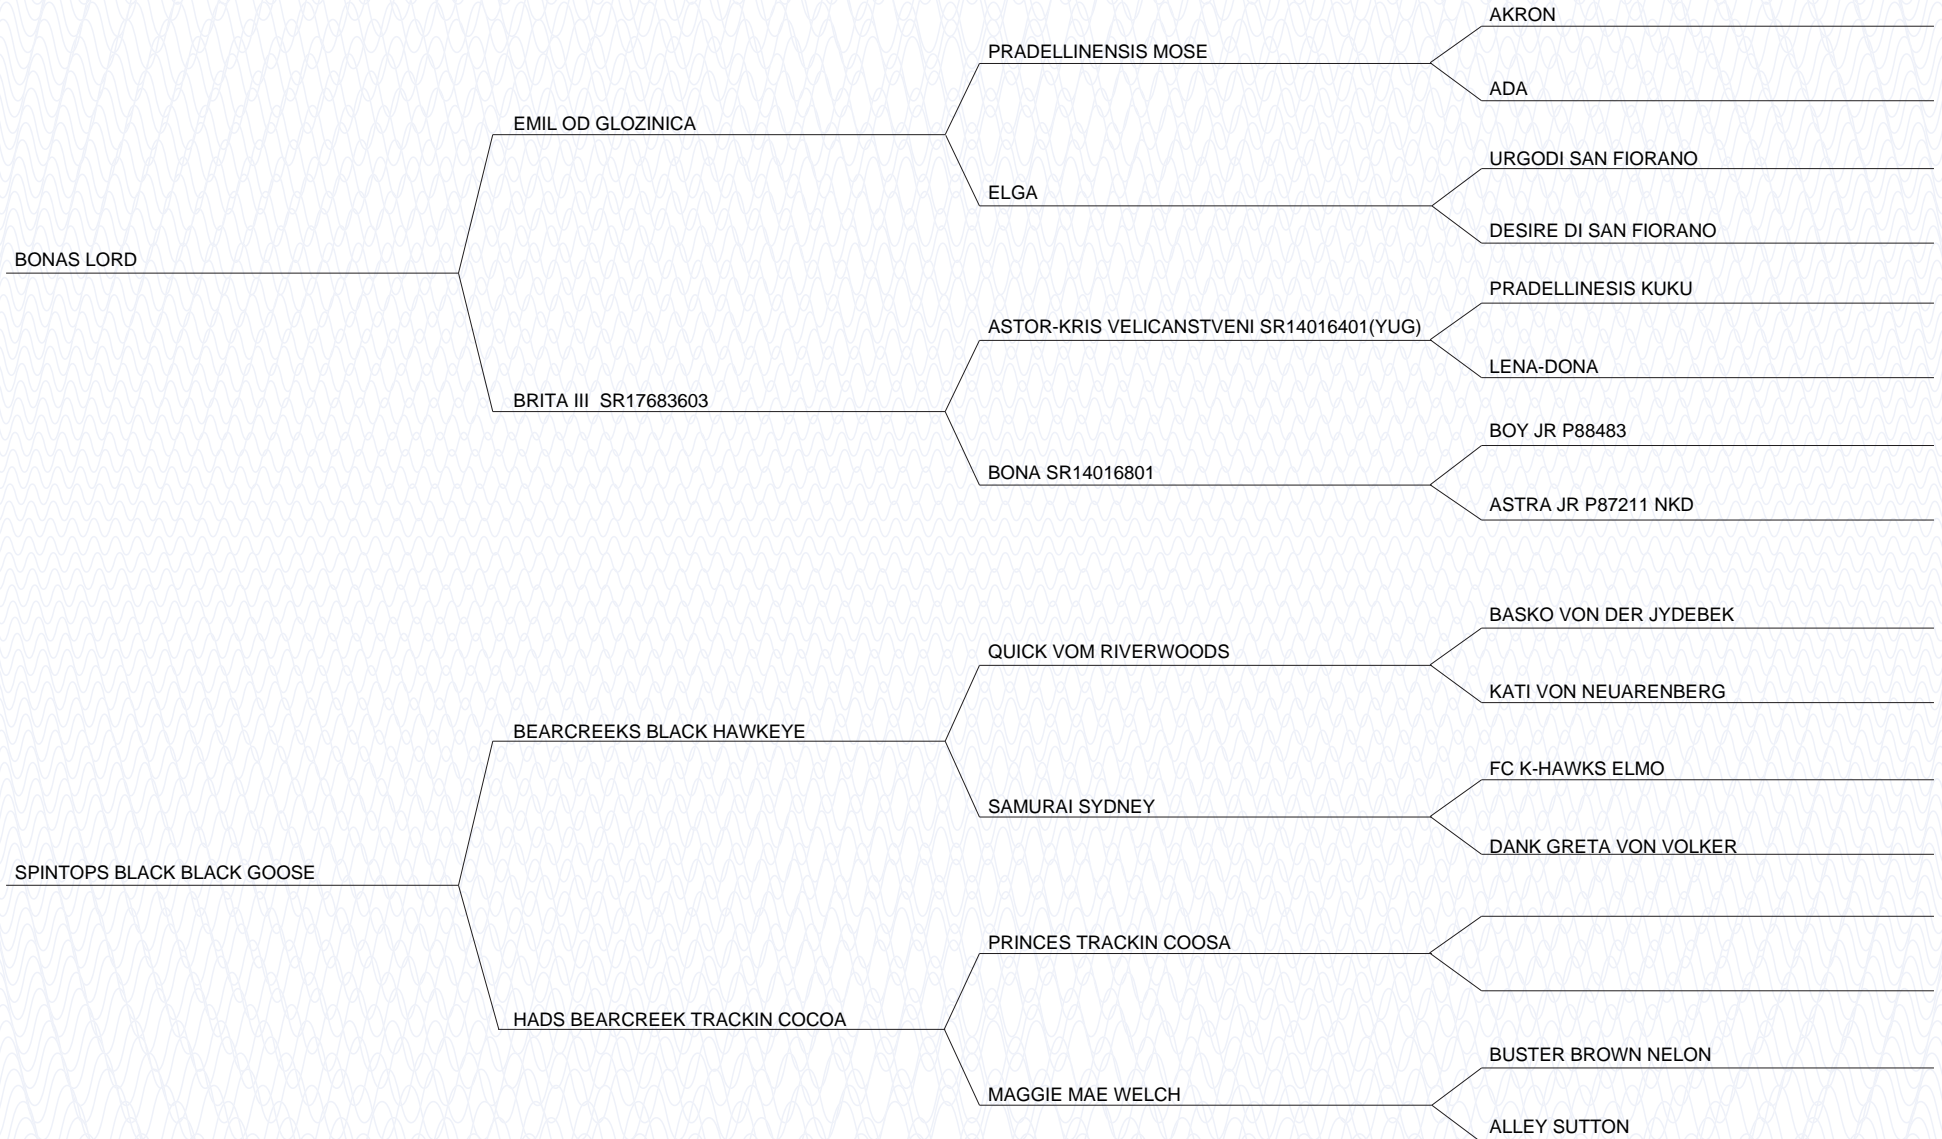 AKRON
PRADELLINENSIS MOSE
ADA
EMIL OD GLOZINICA
URGODI SAN FIORANO
ELGA
DESIRE DI SAN FIORANO
BONAS LORD
PRADELLINESIS KUKU
ASTOR-KRIS VELICANSTVENI SR14016401(YUG)
LENA-DONA
BRITA III SR17683603
BOY JR P88483
BONA SR14016801
ASTRA JR P87211 NKD
BASKO VON DER JYDEBEK
QUICK VOM RIVERWOODS
KATI VON NEUARENBERG
BEARCREEKS BLACK HAWKEYE
FC K-HAWKS ELMO
SAMURAI SYDNEY
DANK GRETA VON VOLKER
SPINTOPS BLACK BLACK GOOSE
PRINCES TRACKIN COOSA
HADS BEARCREEK TRACKIN COCOA
BUSTER BROWN NELON
MAGGIE MAE WELCH
ALLEY SUTTON